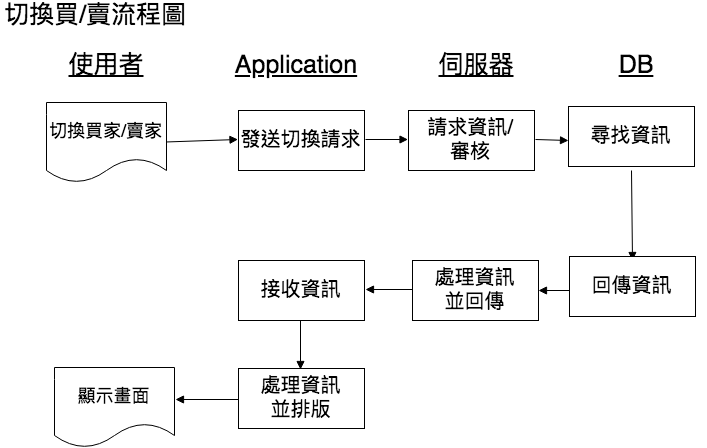 切換買/賣流程圖
使用者
Application
伺服器
DB
切換買家/賣家
發送切換請求
請求資訊/
審核
尋找資訊
接收資訊
處理資訊
並回傳
回傳資訊
顯示畫面
處理資訊
並排版